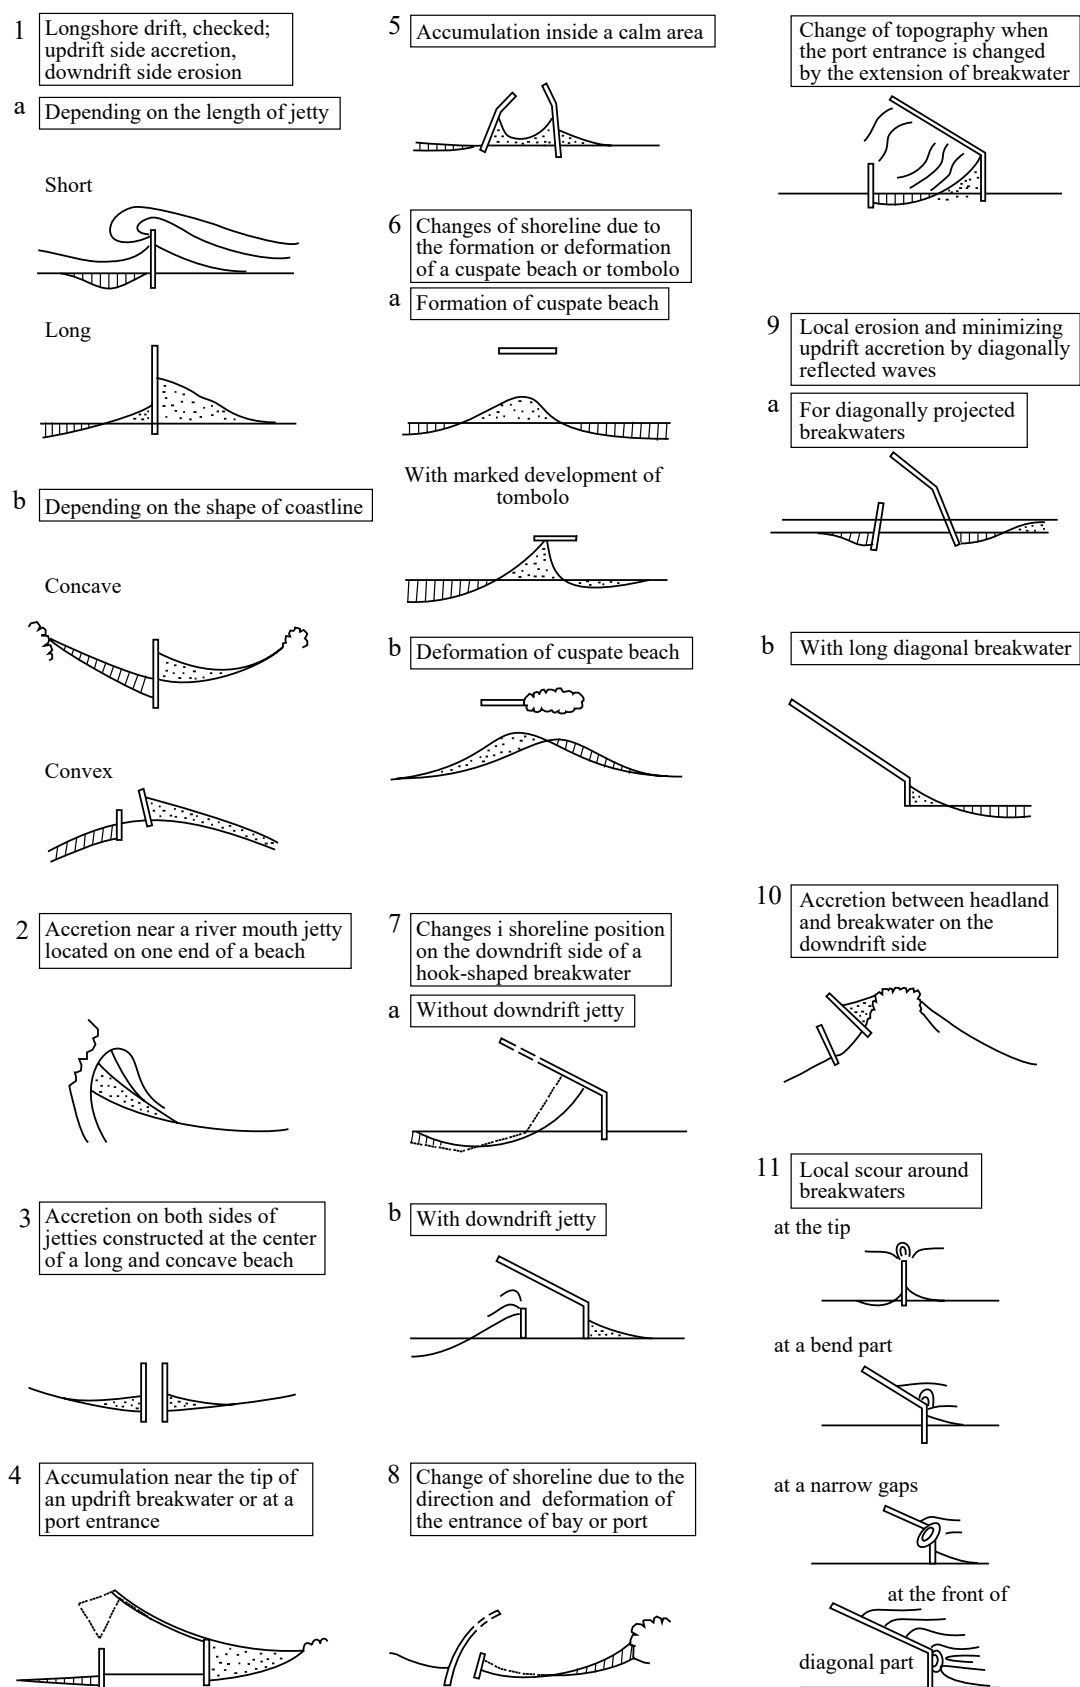 1
Longshore drift, checked;
updrift side accretion,
downdrift side erosion
a
Depending on the length of jetty
Short
Long
b
Depending on the shape of coastline
Concave
Convex
2
Accretion near a river mouth jetty
located on one end of a beach
3
Accretion on both sides of
jetties constructed at the center
of a long and concave beach
4
Accumulation near the tip of
an updrift breakwater or at a
port entrance
5
Accumulation inside a calm area
6
Changes of shoreline due to
the formation or deformation
of a cuspate beach or tombolo
a
Formation of cuspate beach
With marked development of
tombolo
b
Deformation of cuspate beach
7
Changes i shoreline position
on the downdrift side of a
hook-shaped breakwater
a
Without downdrift jetty
b
With downdrift jetty
8
Change of shoreline due to the
direction and deformation of
the entrance of bay or port
Change of topography when
the port entrance is changed
by the extension of breakwater
9
Local erosion and minimizing
updrift accretion by diagonally
reflected waves
a
For diagonally projected
breakwaters
b
With long diagonal breakwater
10
Accretion between headland
and breakwater on the
downdrift side
11
Local scour around
breakwaters
at the tip
at a bend part
at a narrow gaps
at the front of
diagonal part